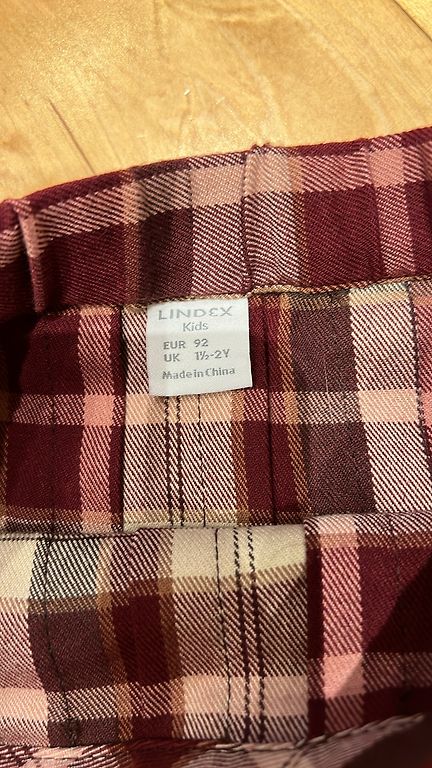 LINDEX
Kids
EUR 92
UK 1½-2Y
Made in China